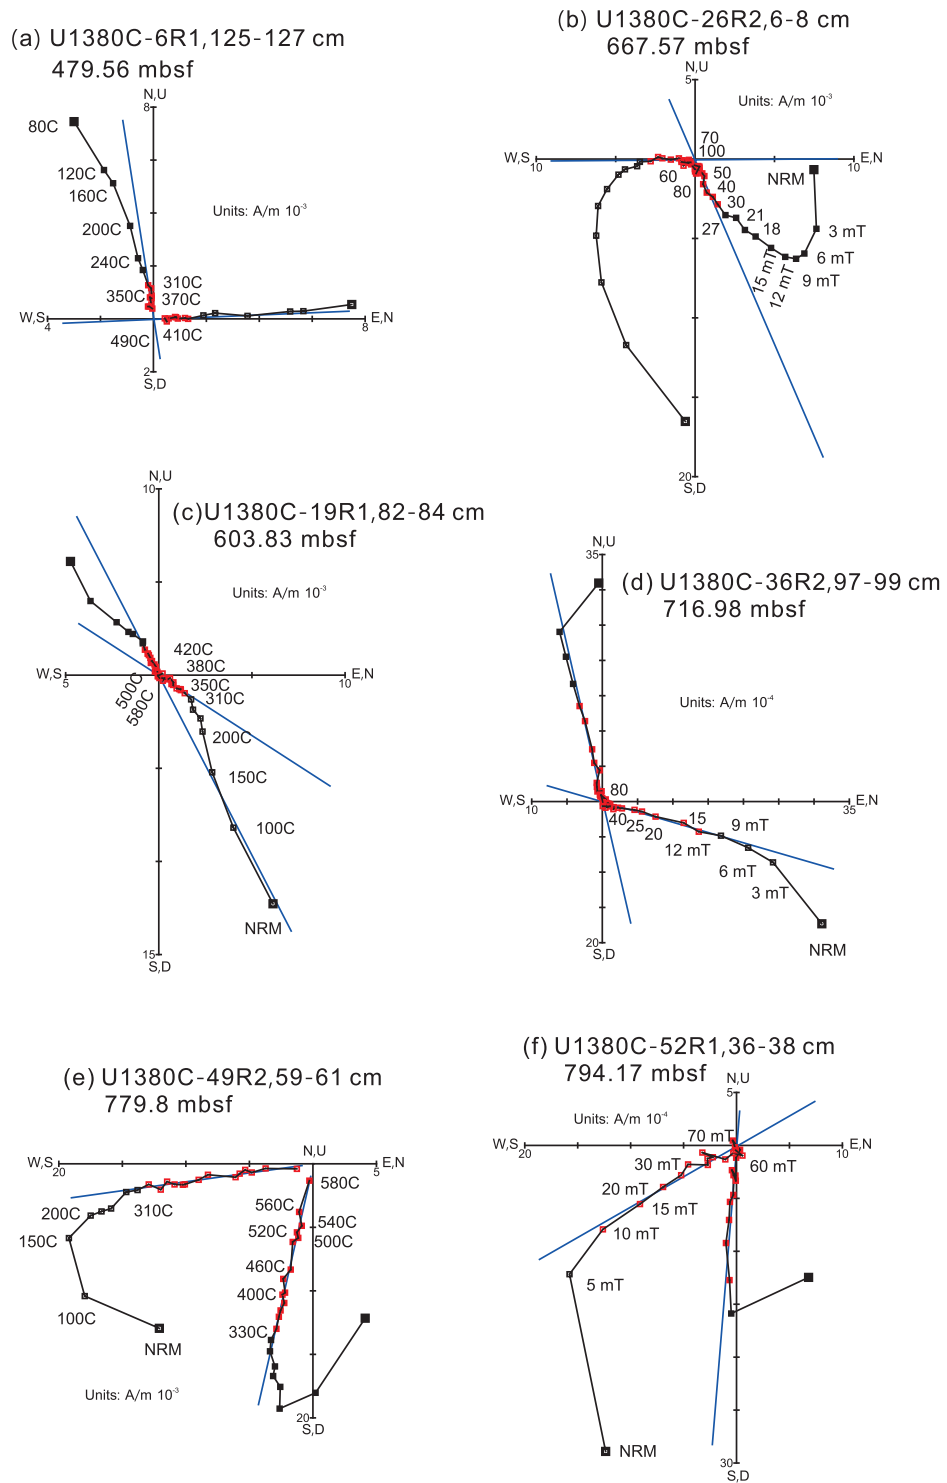 (a) U1380C-6R1,125-127 cm
479.56 mbsf
N,U
8
80C
120C
160C
200C
240C
Units: A/m 10-3
310C
350C
370C
W,S
E,N
4
8
490C
410C
2
S,D
(b) U1380C-26R2,6-8 cm
667.57 mbsf
N,U
5
Units: A/m 10-3
70
100
W,S
E,N
10
10
60
50
NRM
80
40
30
21
27
18
3 mT
15 mT
12 mT
6 mT
9 mT
20
S,D
N,U
10
(c)U1380C-19R1,82-84 cm
603.83 mbsf
Units: A/m 10-3
420C
380C
W,S
E,N
5
10
350C
310C
500C
580C
200C
150C
100C
NRM
15
S,D
N,U
35
(d) U1380C-36R2,97-99 cm
716.98 mbsf
Units: A/m 10-4
80
W,S
E,N
10
35
40
25
20
15
9 mT
12 mT
6 mT
3 mT
20
S,D
NRM
(e) U1380C-49R2,59-61 cm
779.8 mbsf
N,U
W,S
E,N
20
5
580C
200C
310C
560C
540C
150C
520C
500C
460C
400C
100C
330C
NRM
Units: A/m 10-3
20
S,D
(f) U1380C-52R1,36-38 cm
794.17 mbsf
N,U
5
Units: A/m 10-4
70 mT
W,S
E,N
20
10
30 mT
60 mT
20 mT
15 mT
10 mT
5 mT
NRM
30
S,D